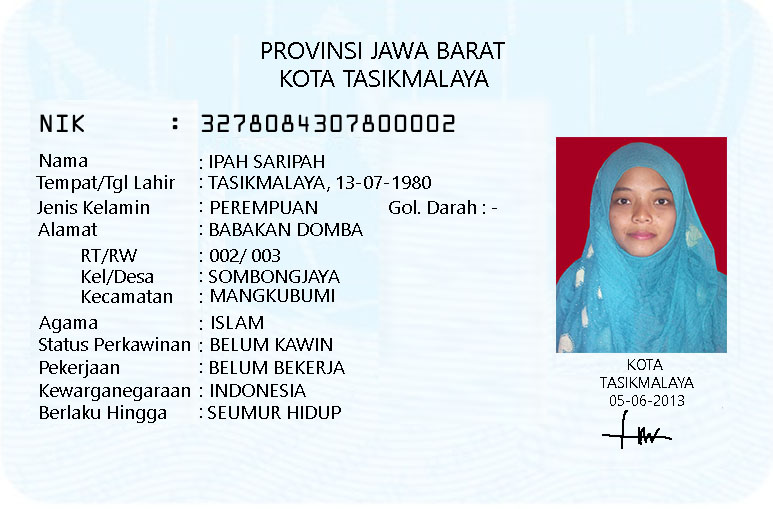 PROVINSI JAWA BARAT
KOTA TASIKMALAYA
NIK : 3278084307800002
Nama : IPAH SARIPAH
Tempat/Tgl Lahir : TASIKMALAYA, 13-07-1980
Jenis Kelamin : PEREMPUAN Gol. Darah : -
Alamat : BABAKAN DOMBA
RT/RW : 002/ 003
Kel/Desa : SOMBONGJAYA
Kecamatan : MANGKUBUMI
Agama : ISLAM
Status Perkawinan : BELUM KAWIN
Pekerjaan : BELUM BEKERJA
Kewarganegaraan : INDONESIA
Berlaku Hingga : SEUMUR HIDUP
KOTA
TASIKMALAYA
05-06-2013